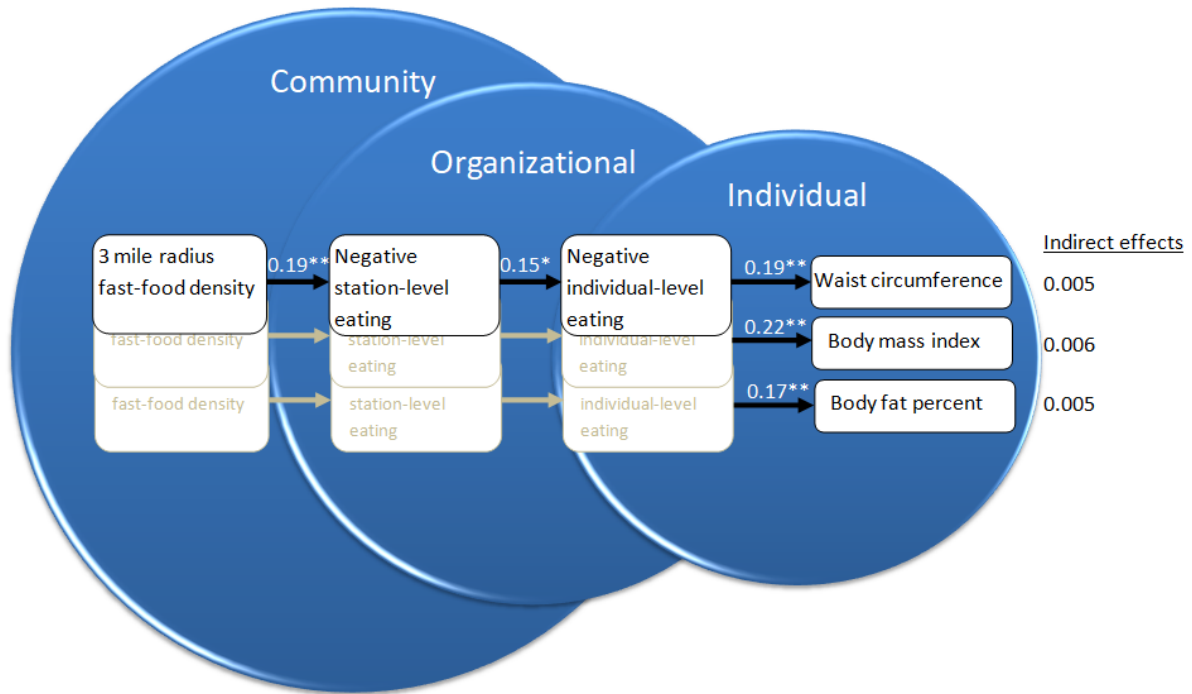 Community
Organizational
Individual
Indirect effects
3 mile radius
fast-food density
0.19**
Negative
station-level
eating
0.15*
Negative
individual-level
eating
0.19**
Waist circumference
0.005
fast-food density
station-level
eating
individual-level
eating
0.22**
Body mass index
0.006
fast-food density
station-level
eating
individual-level
eating
0.17**
Body fat percent
0.005